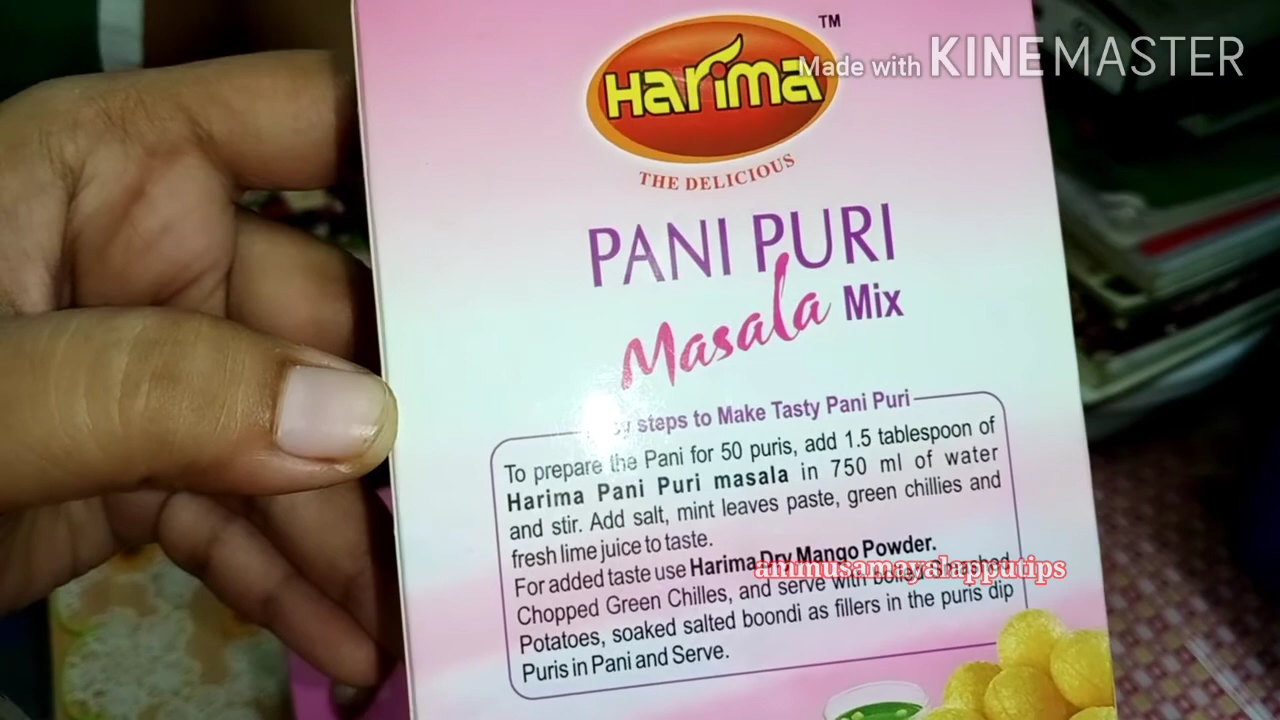 TM
Made with KINEMASTER
Harima
THE DELICIOUS
PANI PURI
Masala Mix
steps to Make Tasty Pani Puri
To prepare the Pani for 50 puris, add 1.5 tablespoon of
Harima Pani Puri masala in 750 ml of water
and stir. Add salt, mint leaves paste, green chillies and
fresh lime juice to taste.
For added taste use Harima Dry Mango Powder.
ammusamayalapputips
Chopped Green Chilles, and serve with boiled Smashed
Potatoes, soaked salted boondi as fillers in the puris dip
Puris in Pani and Serve.